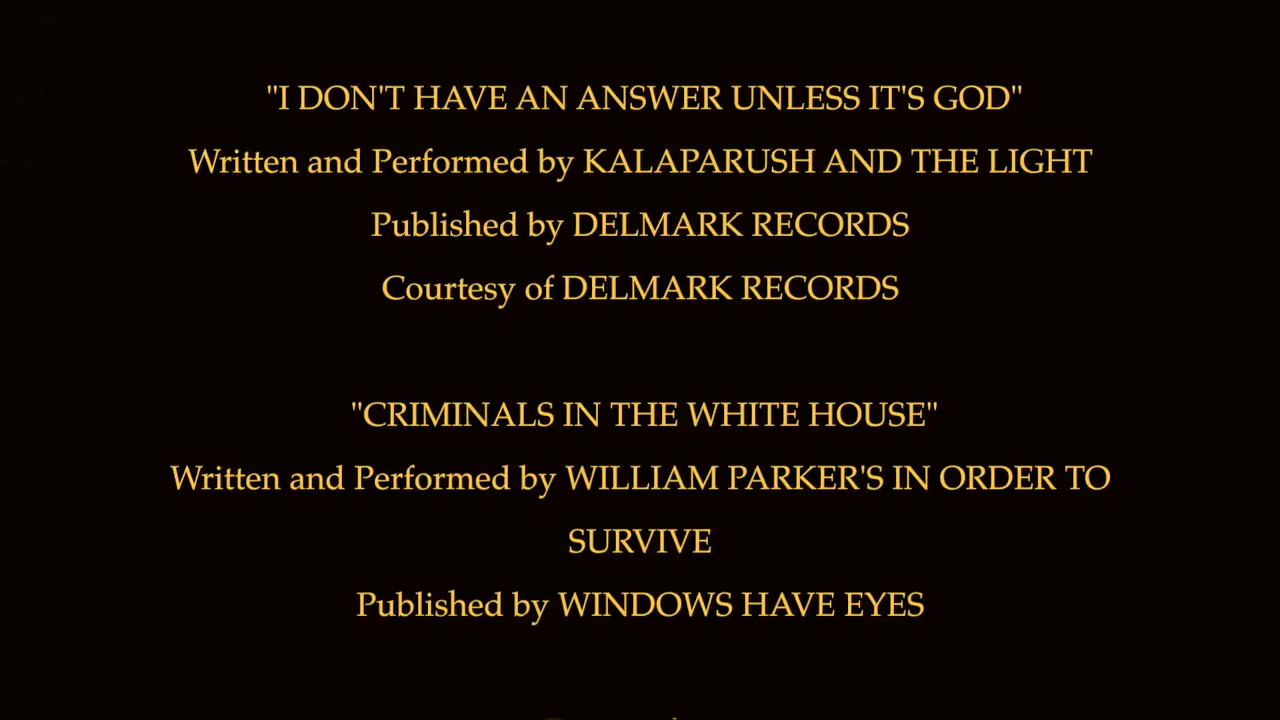 "I DON'T HAVE AN ANSWER UNLESS IT'S GOD"
Written and Performed by KALAPARUSH AND THE LIGHT
Published by DELMARK RECORDS
Courtesy of DELMARK RECORDS
"CRIMINALS IN THE WHITE HOUSE"
Written and Performed by WILLIAM PARKER'S IN ORDER TO
SURVIVE
Published by WINDOWS HAVE EYES